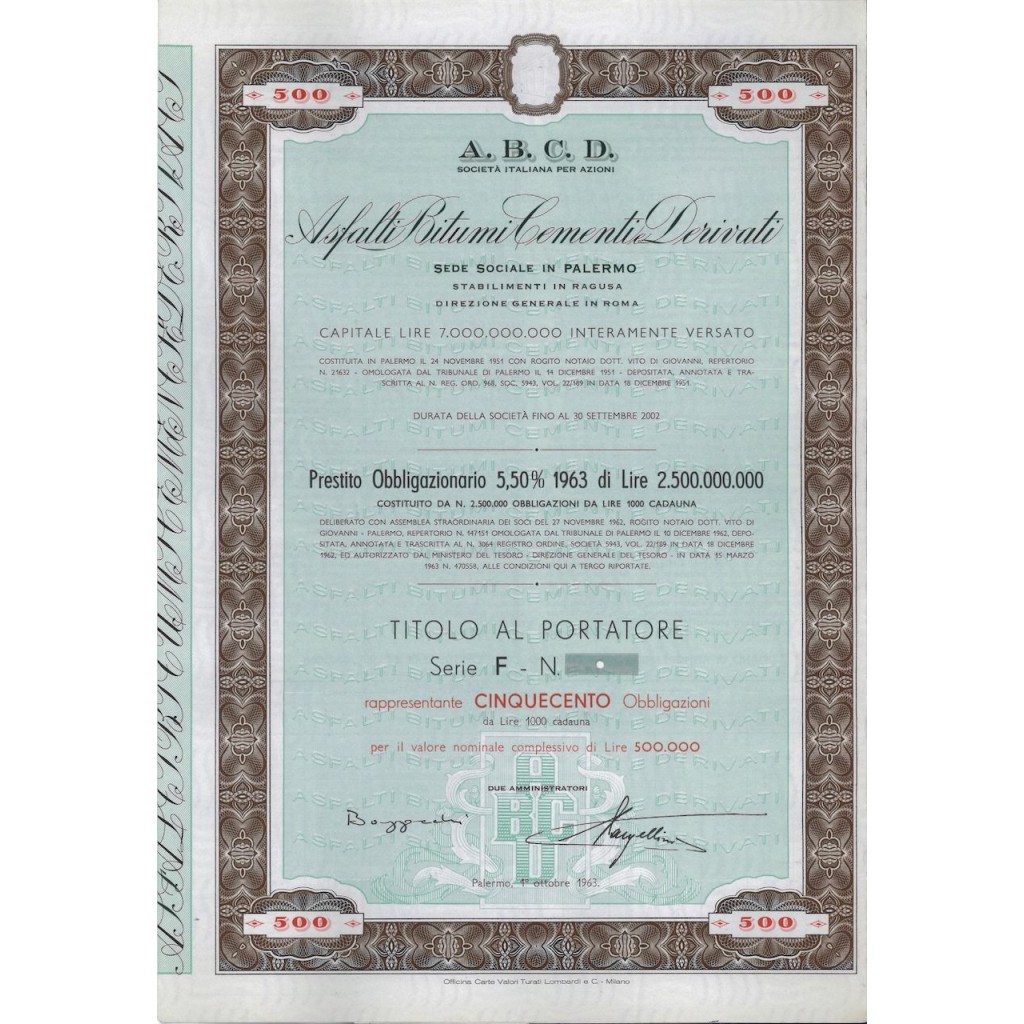 500
500
A. B. C. D.
SOCIETÀ ITALIANA PER AZIONI
Asfalti Bitumi Cementi e Derivati
SEDE SOCIALE IN PALERMO
STABILIMENTI IN RAGUSA
DIREZIONE GENERALE IN ROMA
CAPITALE LIRE 7.000.000.000 INTERAMENTE VERSATO
COSTITUITA IN PALERMO IL 24 NOVEMBRE 1951 CON ROGITO NOTAIO DOTT. VITO DI GIOVANNI, REPERTORIO
N. 21632 - OMOLOGATA DAL TRIBUNALE DI PALERMO IL 14 DICEMBRE 1951 - DEPOSITATA, ANNOTATA E TRA-
SCRITTA AL N. REG. ORD. 968, SOC. 5943, VOL. 22/189 IN DATA 18 DICEMBRE 1951.
DURATA DELLA SOCIETÀ FINO AL 30 SETTEMBRE 2002
Prestito Obbligazionario 5,50% 1963 di Lire 2.500.000.000
COSTITUITO DA N. 2.500.000 OBBLIGAZIONI DA LIRE 1000 CADAUNA
DELIBERATO CON ASSEMBLEA STRAORDINARIA DEI SOCI DEL 27 NOVEMBRE 1962, ROGITO NOTAIO DOTT. VITO DI
GIOVANNI - PALERMO, REPERTORIO N. 147151 OMOLOGATA DAL TRIBUNALE DI PALERMO IL 10 DICEMBRE 1962, DEPO-
SITATA, ANNOTATA E TRASCRITTA AL N. 3064 REGISTRO ORDINE, SOCIETÀ 5943, VOL. 22/189 IN DATA 18 DICEMBRE
1962, ED AUTORIZZATO DAL MINISTERO DEL TESORO - DIREZIONE GENERALE DEL TESORO - IN DATA 15 MARZO
1963 N. 470558, ALLE CONDIZIONI QUI A TERGO RIPORTATE.
TITOLO AL PORTATORE
Serie F - N.
rappresentante CINQUECENTO Obbligazioni
da Lire 1000 cadauna
per il valore nominale complessivo di Lire 500.000
DUE AMMINISTRATORI
ABCD
Palermo, 1° ottobre 1963.
500
500
Officina Carte Valori Turati Lombardi e C. - Milano